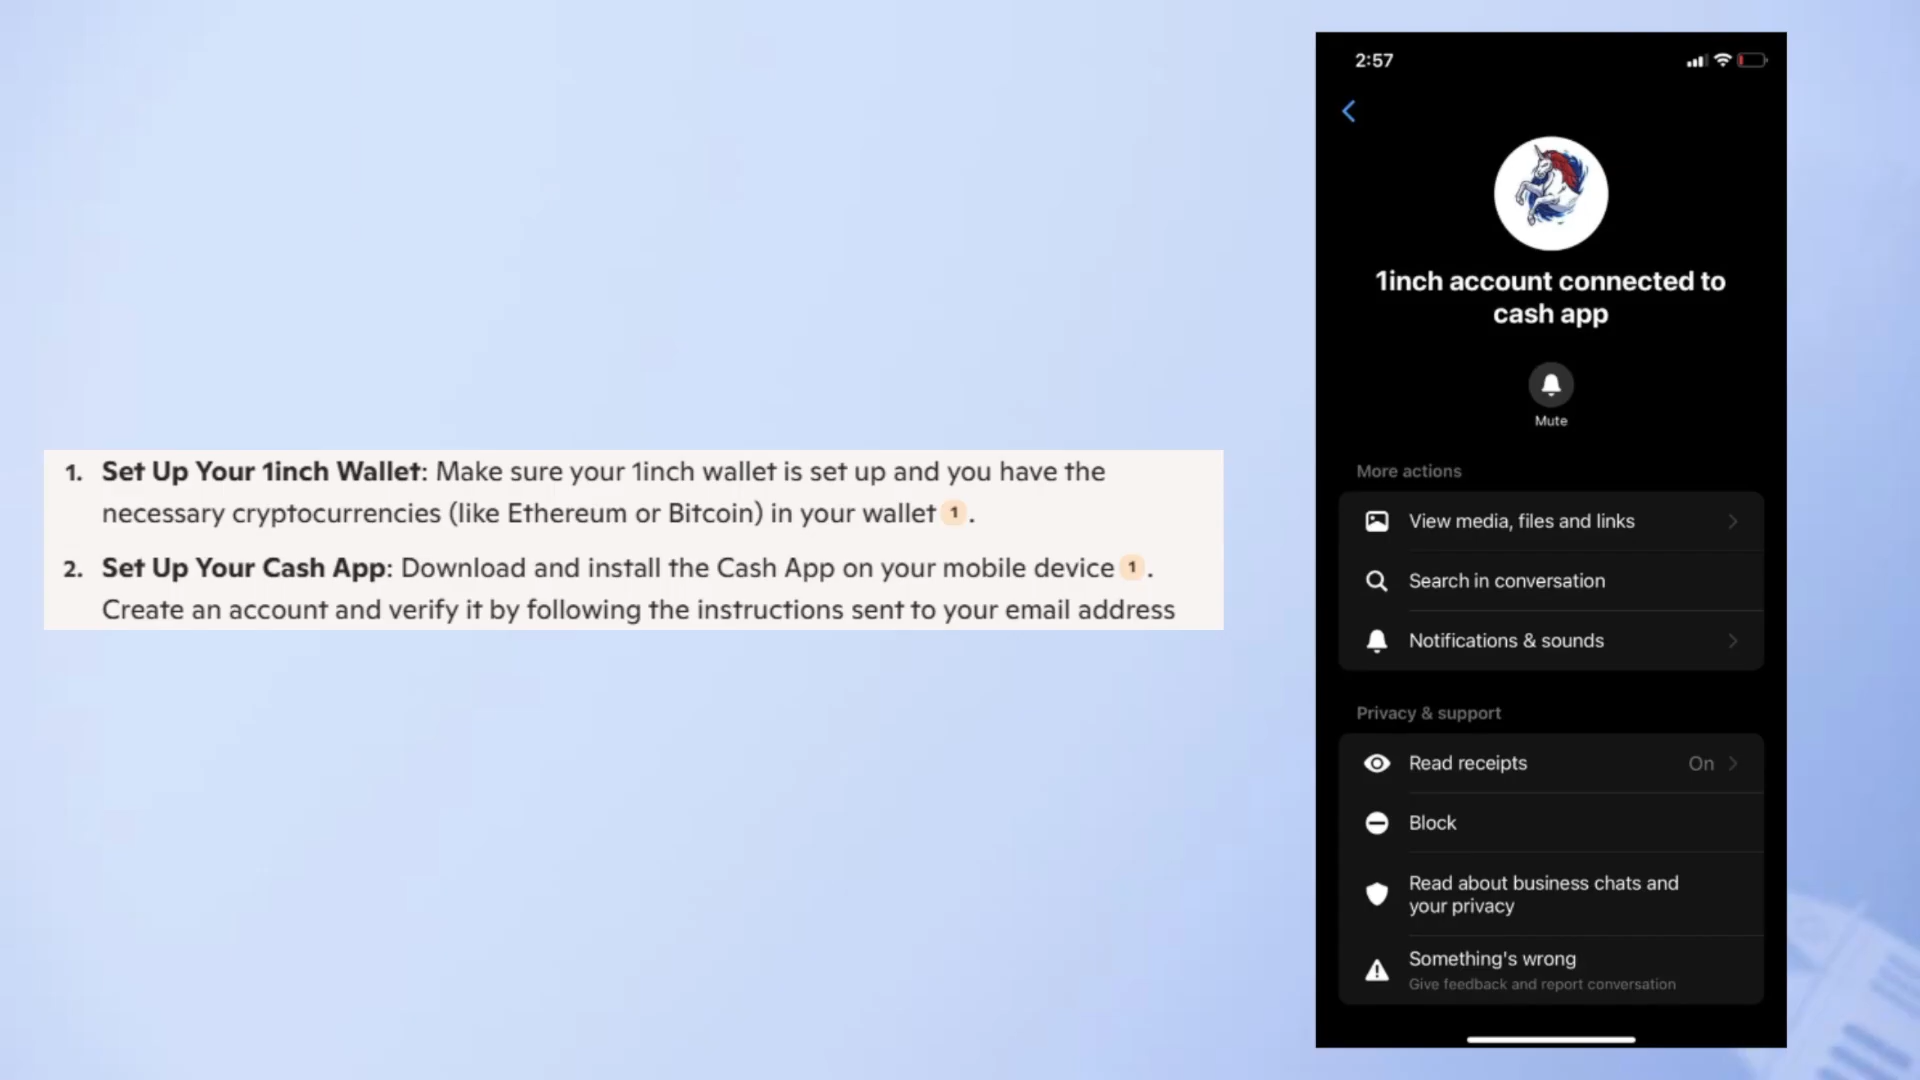 1. Set Up Your 1inch Wallet: Make sure your 1inch wallet is set up and you have the
necessary cryptocurrencies (like Ethereum or Bitcoin) in your wallet 1.
2. Set Up Your Cash App: Download and install the Cash App on your mobile device 1.
Create an account and verify it by following the instructions sent to your email address
2:57
1inch account connected to
cash app
Mute
More actions
View media, files and links
Search in conversation
Notifications & sounds
Privacy & support
Read receipts On
Block
Read about business chats and
your privacy
Something's wrong
Give feedback and report conversation